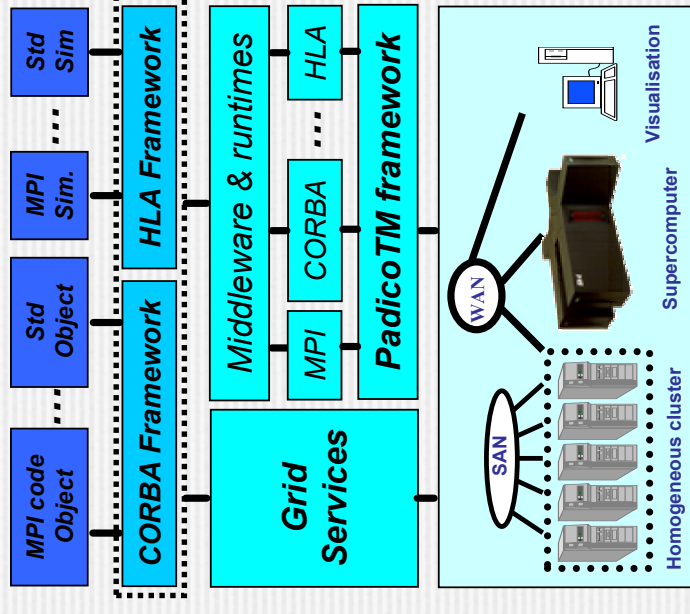 MPI code
Object
...
Std
Object
MPI
Sim.
...
Std
Sim
CORBA Framework
HLA Framework
Grid
Services
Middleware & runtimes
MPI
CORBA
...
HLA
PadicoTM framework
SAN
WAN
Homogeneous cluster
Supercomputer
Visualisation